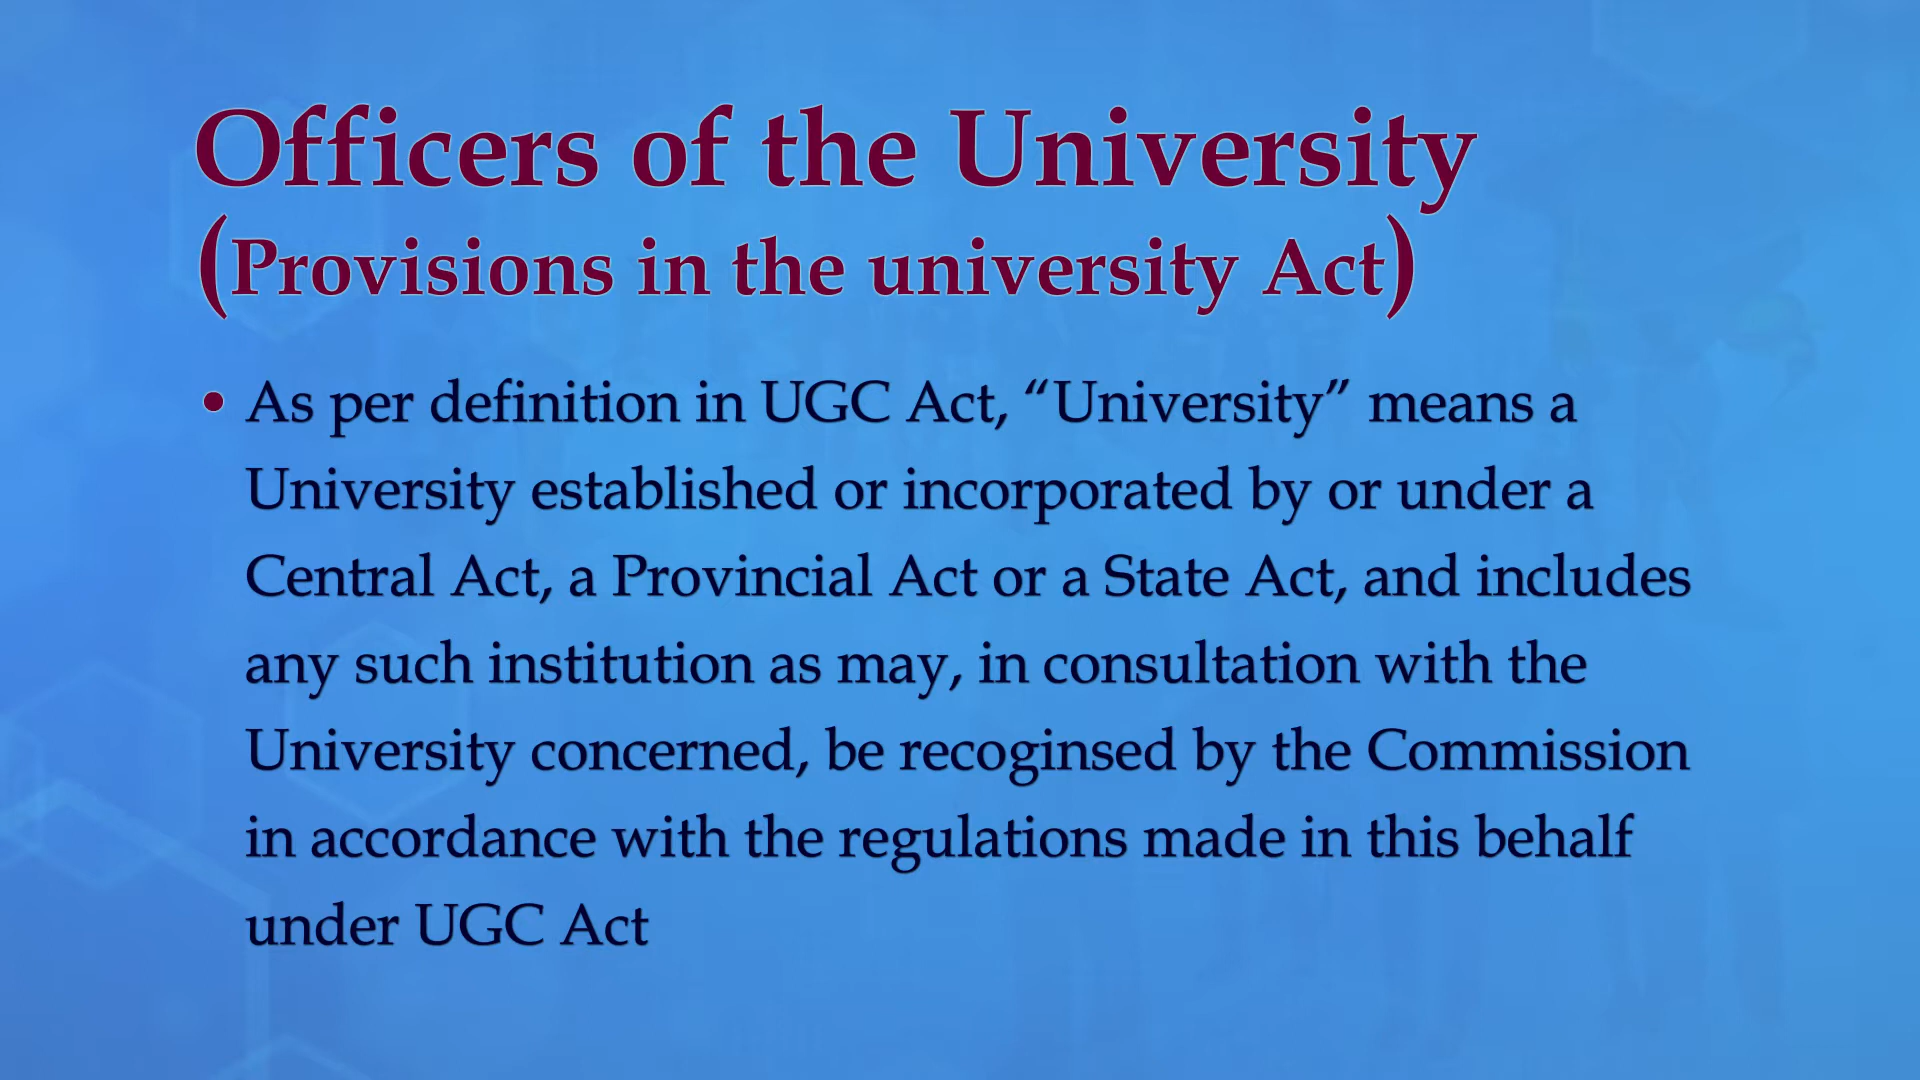 Officers of the University
(Provisions in the university Act)
• As per definition in UGC Act, “University” means a
University established or incorporated by or under a
Central Act, a Provincial Act or a State Act, and includes
any such institution as may, in consultation with the
University concerned, be recoginsed by the Commission
in accordance with the regulations made in this behalf
under UGC Act